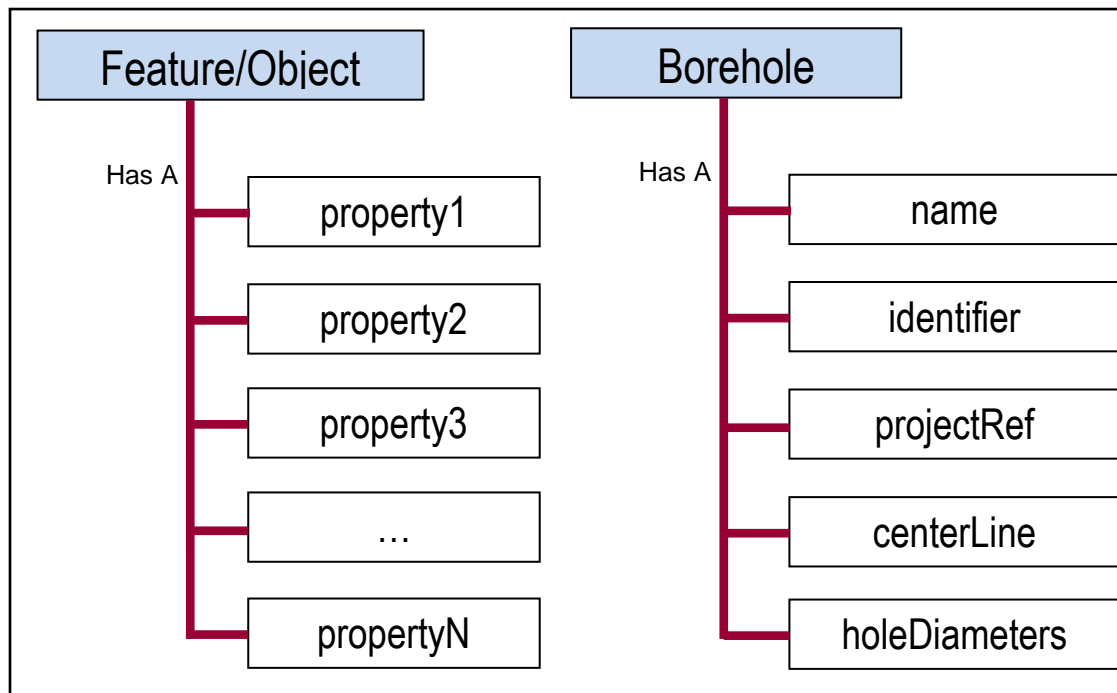 Feature/Object
Has A
property1
property2
property3
...
propertyN
Borehole
Has A
name
identifier
projectRef
centerLine
holeDiameters